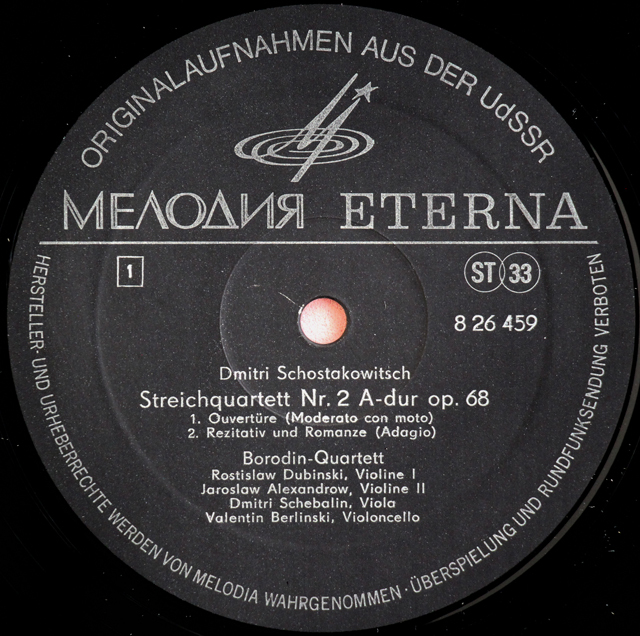 ORIGINALAUFNAHMEN AUS DER UdSSR
МЕЛОДИЯ ETERNA
1
ST 33
8 26 459
Dmitri Schostakowitsch
Streichquartett Nr. 2 A-dur op. 68
1. Ouvertüre (Moderato con moto)
2. Rezitativ und Romanze (Adagio)
Borodin-Quartett
Rostislaw Dubinski, Violine I
Jaroslaw Alexandrow, Violine II
Dmitri Schebalin, Viola
Valentin Berlinski, Violoncello
HERSTELLER- UND URHEBERRECHTE WERDEN VON MELODIA WAHRGENOMMEN · ÜBERSPIELUNG UND RUNDFUNKSENDUNG VERBOTEN